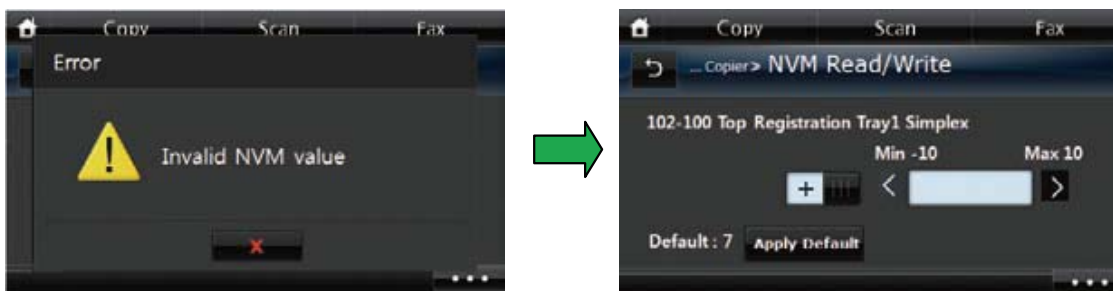 Copy Scan Fax
Error
Invalid NVM value
X
...
Copy Scan Fax
... Copier > NVM Read/Write
102-100 Top Registration Tray1 Simplex
Min -10 Max 10
+ < >
Default : 7 Apply Default
...